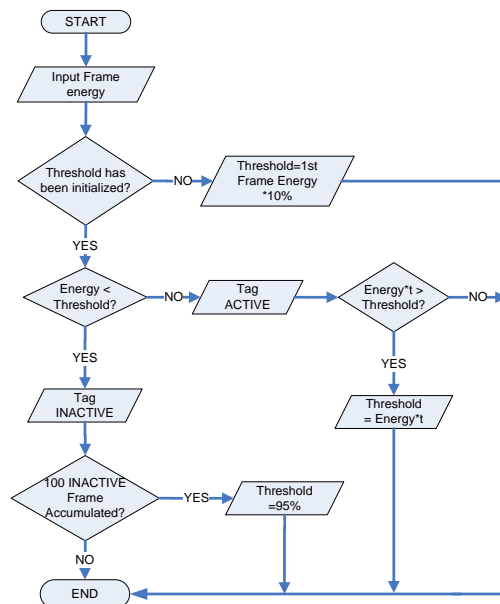 START
Input Frame
energy
Threshold has
been initialized?
NO
Threshold=1st
Frame Energy
*10%
YES
Energy <
Threshold?
NO
Tag
ACTIVE
Energy*t >
Threshold?
NO
YES
YES
Tag
INACTIVE
Threshold
= Energy*t
100 INACTIVE
Frame
Accumulated?
YES
Threshold
=95%
NO
END